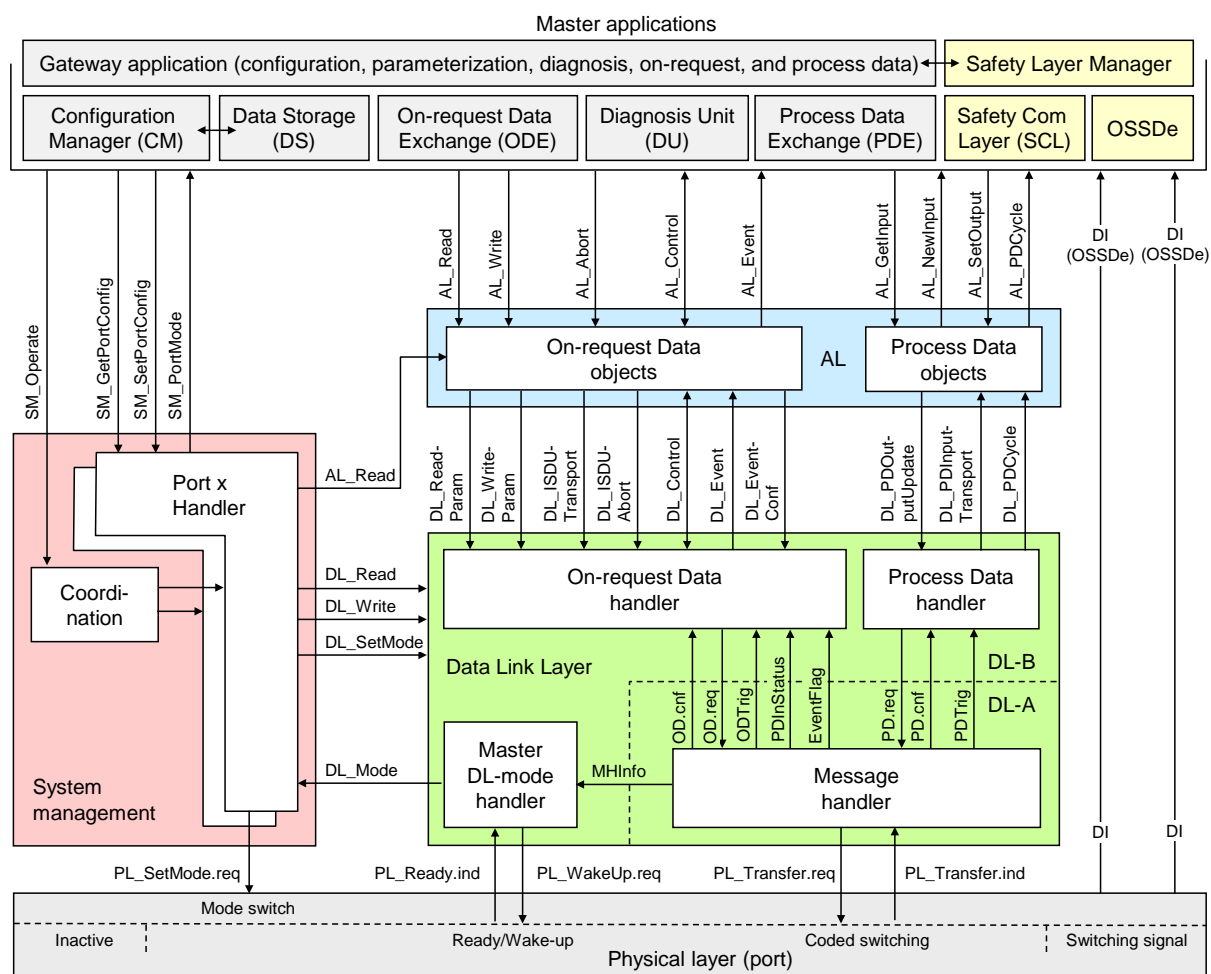 Master applications
Gateway application (configuration, parameterization, diagnosis, on-request, and process data)
Safety Layer Manager
Configuration
Manager (CM)
Data Storage
(DS)
On-request Data
Exchange (ODE)
Diagnosis Unit
(DU)
Process Data
Exchange (PDE)
Safety Com
Layer (SCL)
OSSDe
SM_Operate
SM_GetPortConfig
SM_SetPortConfig
SM_PortMode
AL_Read
AL_Write
AL_Abort
AL_Control
AL_Event
AL_GetInput
AL_NewInput
AL_SetOutput
AL_PDCycle
DI
(OSSDe)
DI
(OSSDe)
On-request Data
objects
AL
Process Data
objects
Port x
Handler
AL_Read
DL_Read-
Param
DL_Write-
Param
DL_ISDU-
Transport
DL_ISDU-
Abort
DL_Control
DL_Event
DL_Event-
Conf
DL_PDOut-
putUpdate
DL_PDInput-
Transport
DL_PDCycle
Coordi-
nation
DL_Read
DL_Write
DL_SetMode
On-request Data
handler
Process Data
handler
Data Link Layer
DL-B
DL-A
OD.cnf
OD.req
ODTrig
PDInStatus
EventFlag
PD.req
PD.cnf
PDTrig
System
management
DL_Mode
Master
DL-mode
handler
MHInfo
Message
handler
DI
DI
PL_SetMode.req
PL_Ready.ind
PL_WakeUp.req
PL_Transfer.req
PL_Transfer.ind
Mode switch
Inactive
Ready/Wake-up
Coded switching
Switching signal
Physical layer (port)